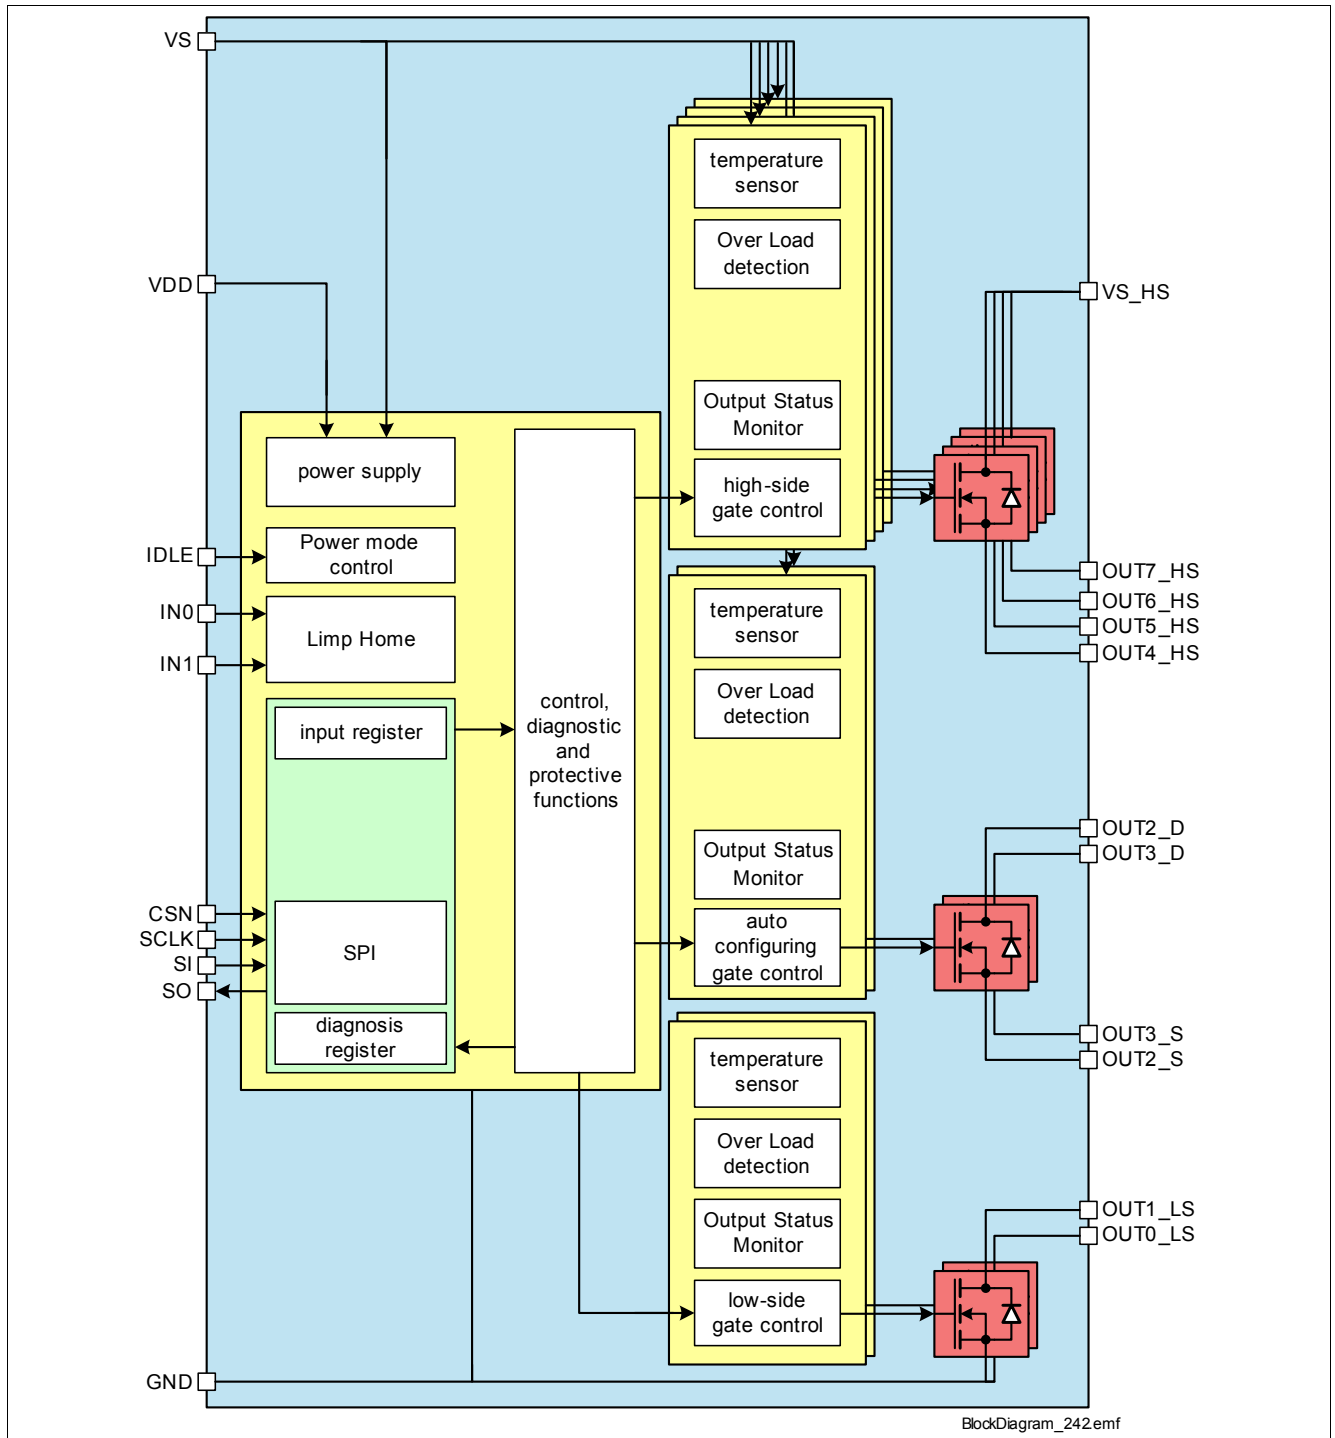 VS
VDD
IDLE
IN0
IN1
CSN
SCLK
SI
SO
GND
power supply
Power mode
control
Limp Home
input register
SPI
diagnosis
register
control,
diagnostic
and
protective
functions
temperature
sensor
Over Load
detection
Output Status
Monitor
high-side
gate control
temperature
sensor
Over Load
detection
Output Status
Monitor
auto
configuring
gate control
temperature
sensor
Over Load
detection
Output Status
Monitor
low-side
gate control
VS_HS
OUT7_HS
OUT6_HS
OUT5_HS
OUT4_HS
OUT2_D
OUT3_D
OUT3_S
OUT2_S
OUT1_LS
OUT0_LS
BlockDiagram_242.emf